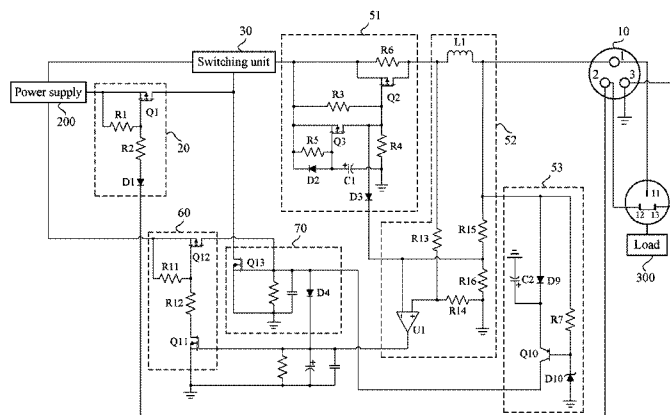 51
10
30
L1
R6
1
Switching unit
2
3
Power supply
Q2
Q1
R3
200
R1
Q3
R2
20
R5
R4
52
D2
C1
D1
D3
53
11
12
13
60
70
R13
R15
Load
Q12
Q13
300
R11
R16
C2
D9
R12
D4
R14
U1
R7
Q11
Q10
D10